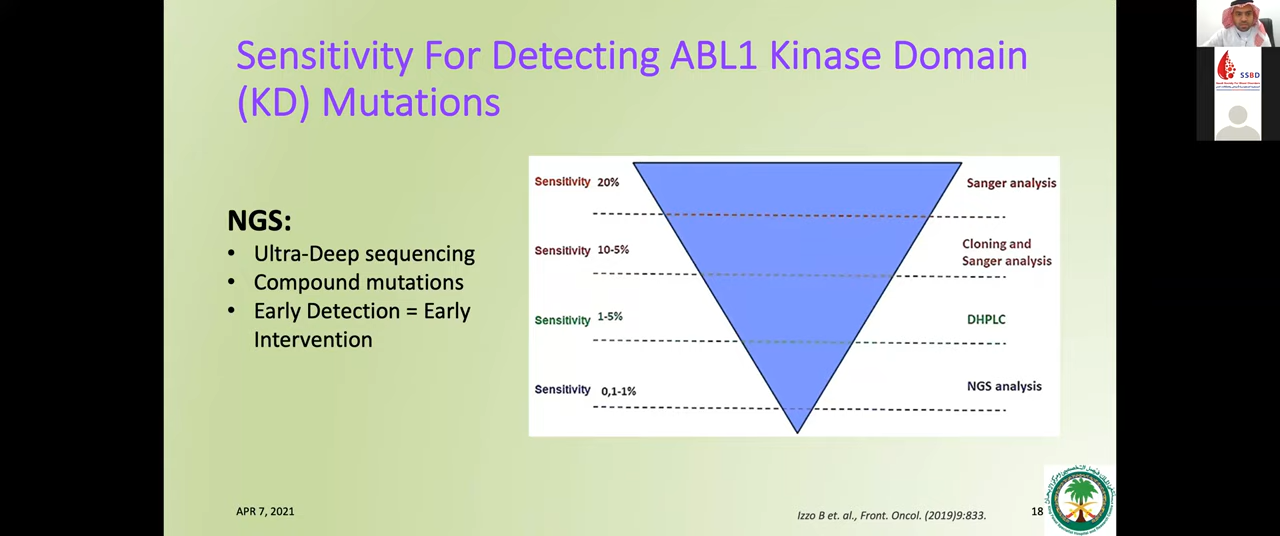 Sensitivity For Detecting ABL1 Kinase Domain
(KD) Mutations
NGS:
• Ultra-Deep sequencing
• Compound mutations
• Early Detection = Early
Intervention
Sensitivity 20%
Sanger analysis
Sensitivity 10-5%
Cloning and
Sanger analysis
Sensitivity 1-5%
DHPLC
Sensitivity 0,1-1%
NGS analysis
APR 7, 2021
Izzo B et. al., Front. Oncol. (2019)9:833.
18
SSBD